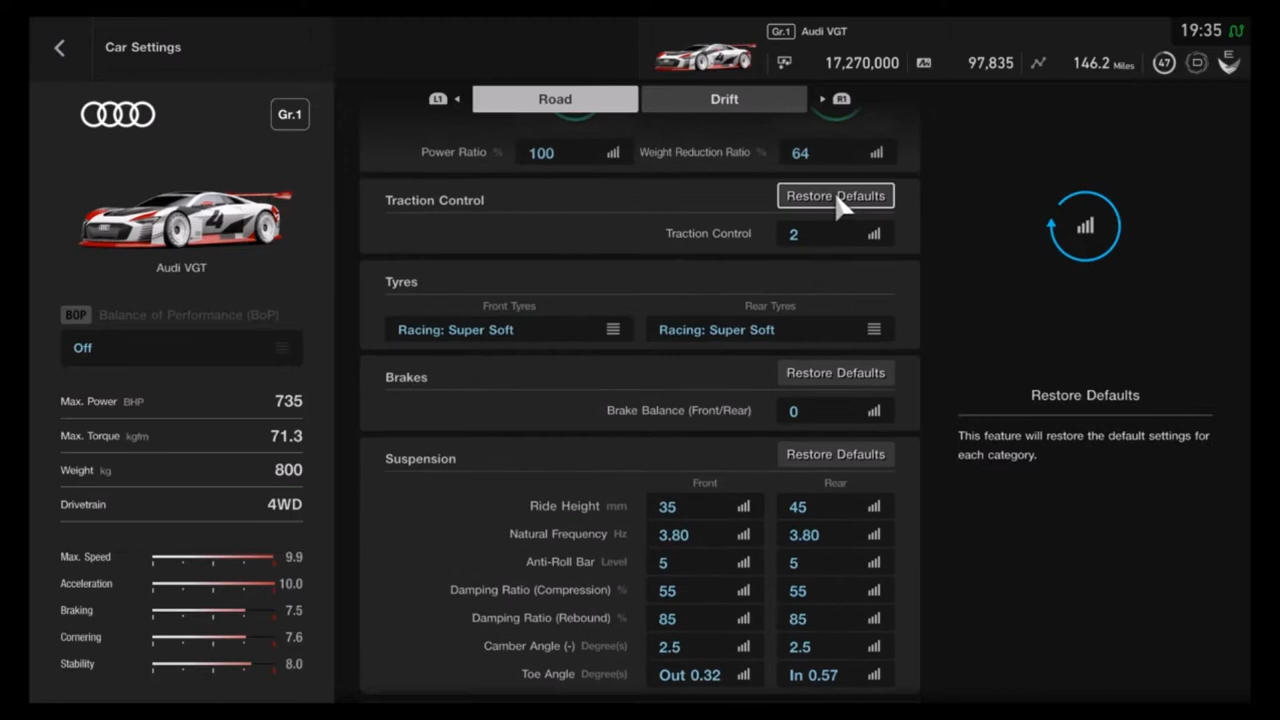 Car Settings
Gr.1 Audi VGT
17,270,000
97,835
146.2 Miles
47
D
E
19:35
L1 Road Drift R1
Gr.1
4
Audi VGT
BOP Balance of Performance (BoP)
Off
Max. Power BHP 735
Max. Torque kgfm 71.3
Weight kg 800
Drivetrain 4WD
Max. Speed 9.9
Acceleration 10.0
Braking 7.5
Cornering 7.6
Stability 8.0
Power Ratio % 100 Weight Reduction Ratio % 64
Traction Control Restore Defaults
Traction Control 2
Tyres
Front Tyres Rear Tyres
Racing: Super Soft Racing: Super Soft
Brakes Restore Defaults
Brake Balance (Front/Rear) 0
Suspension Restore Defaults
Front Rear
Ride Height mm 35 45
Natural Frequency Hz 3.80 3.80
Anti-Roll Bar Level 5 5
Damping Ratio (Compression) % 55 55
Damping Ratio (Rebound) % 85 85
Camber Angle (-) Degree(s) 2.5 2.5
Toe Angle Degree(s) Out 0.32 In 0.57
Restore Defaults
This feature will restore the default settings for
each category.